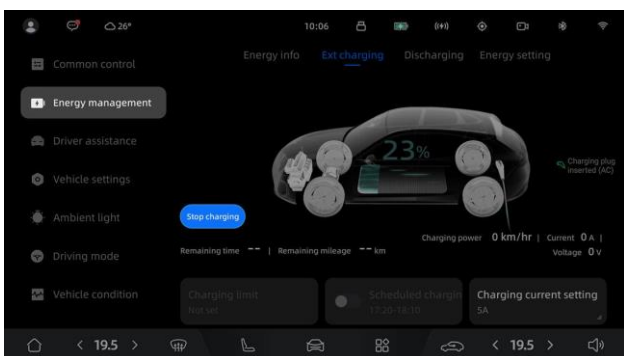 26° 10:06
Common control
Energy management
Driver assistance
Vehicle settings
Ambient light
Driving mode
Vehicle condition
Energy info Ext charging Discharging Energy setting
23%
Charging plug
inserted (AC)
Stop charging
Charging power 0 km/hr | Current 0 A |
Voltage 0 V
Remaining time -- | Remaining mileage -- km
Charging limit
Not set
Scheduled chargin
17:20-18:10
Charging current setting
5A
< 19.5 > < 19.5 >